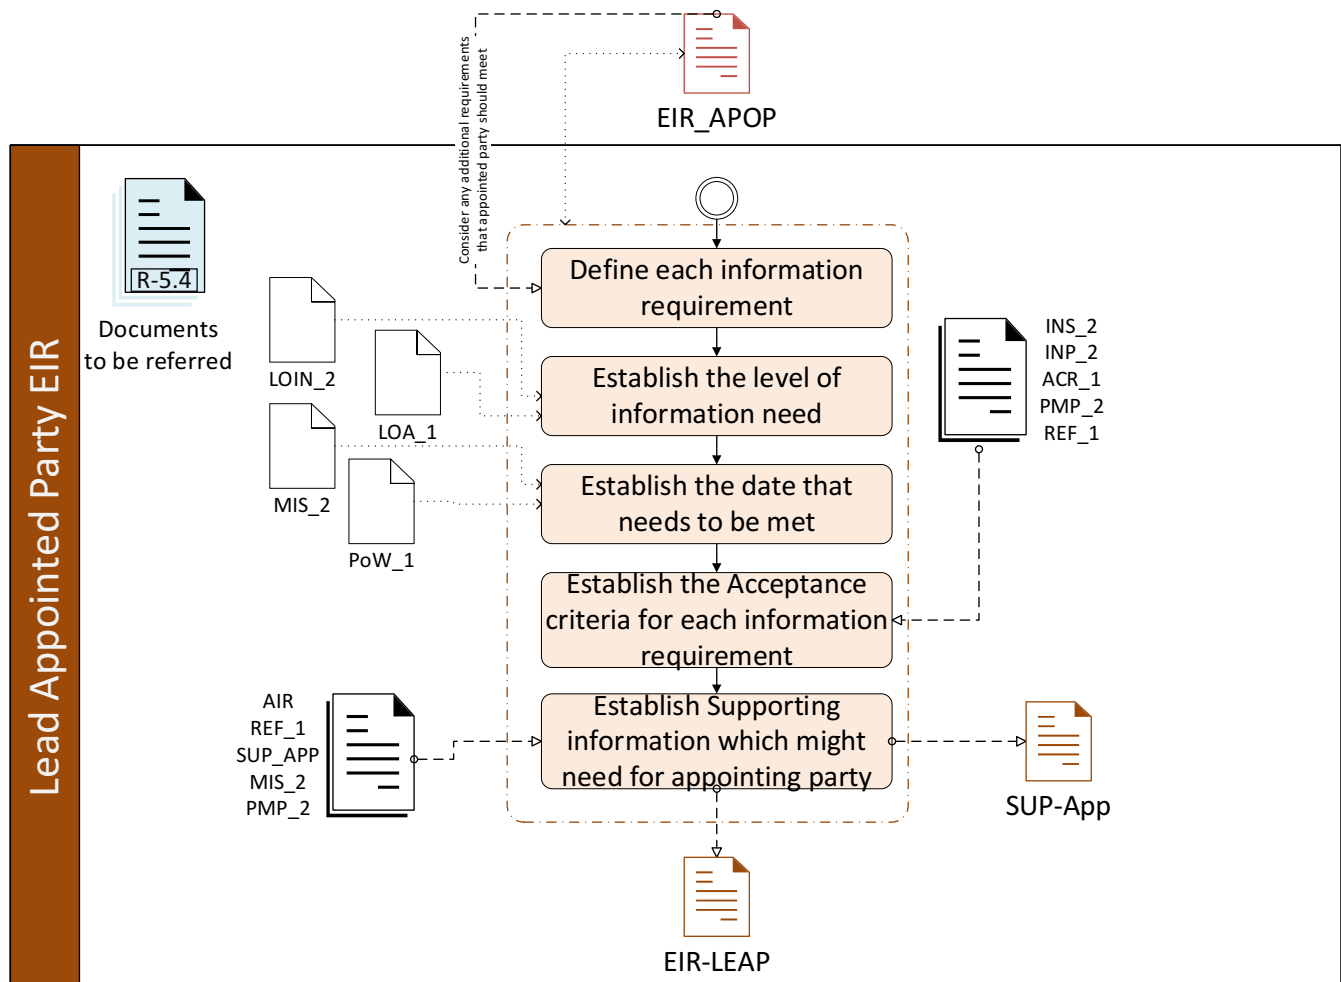 Consider any additional requirements
that appointed party should meet
EIR_APOP
Lead Appointed Party EIR
R-5.4
Documents
to be referred
Define each information
requirement
LOIN_2
LOA_1
Establish the level of
information need
INS_2
INP_2
ACR_1
PMP_2
REF_1
MIS_2
PoW_1
Establish the date that
needs to be met
Establish the Acceptance
criteria for each information
requirement
AIR
REF_1
SUP_APP
MIS_2
PMP_2
Establish Supporting
information which might
need for appointing party
SUP-App
EIR-LEAP